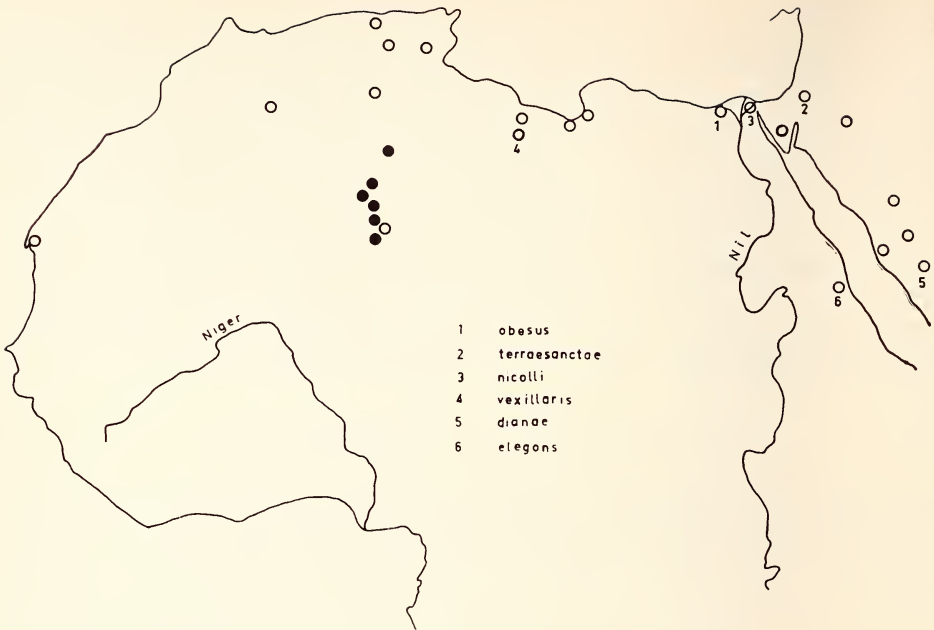 1
2
3
4
5
6
Nil
Niger
1 obesus
2 terraesanctae
3 nicolli
4 vexillaris
5 dianae
6 elegons